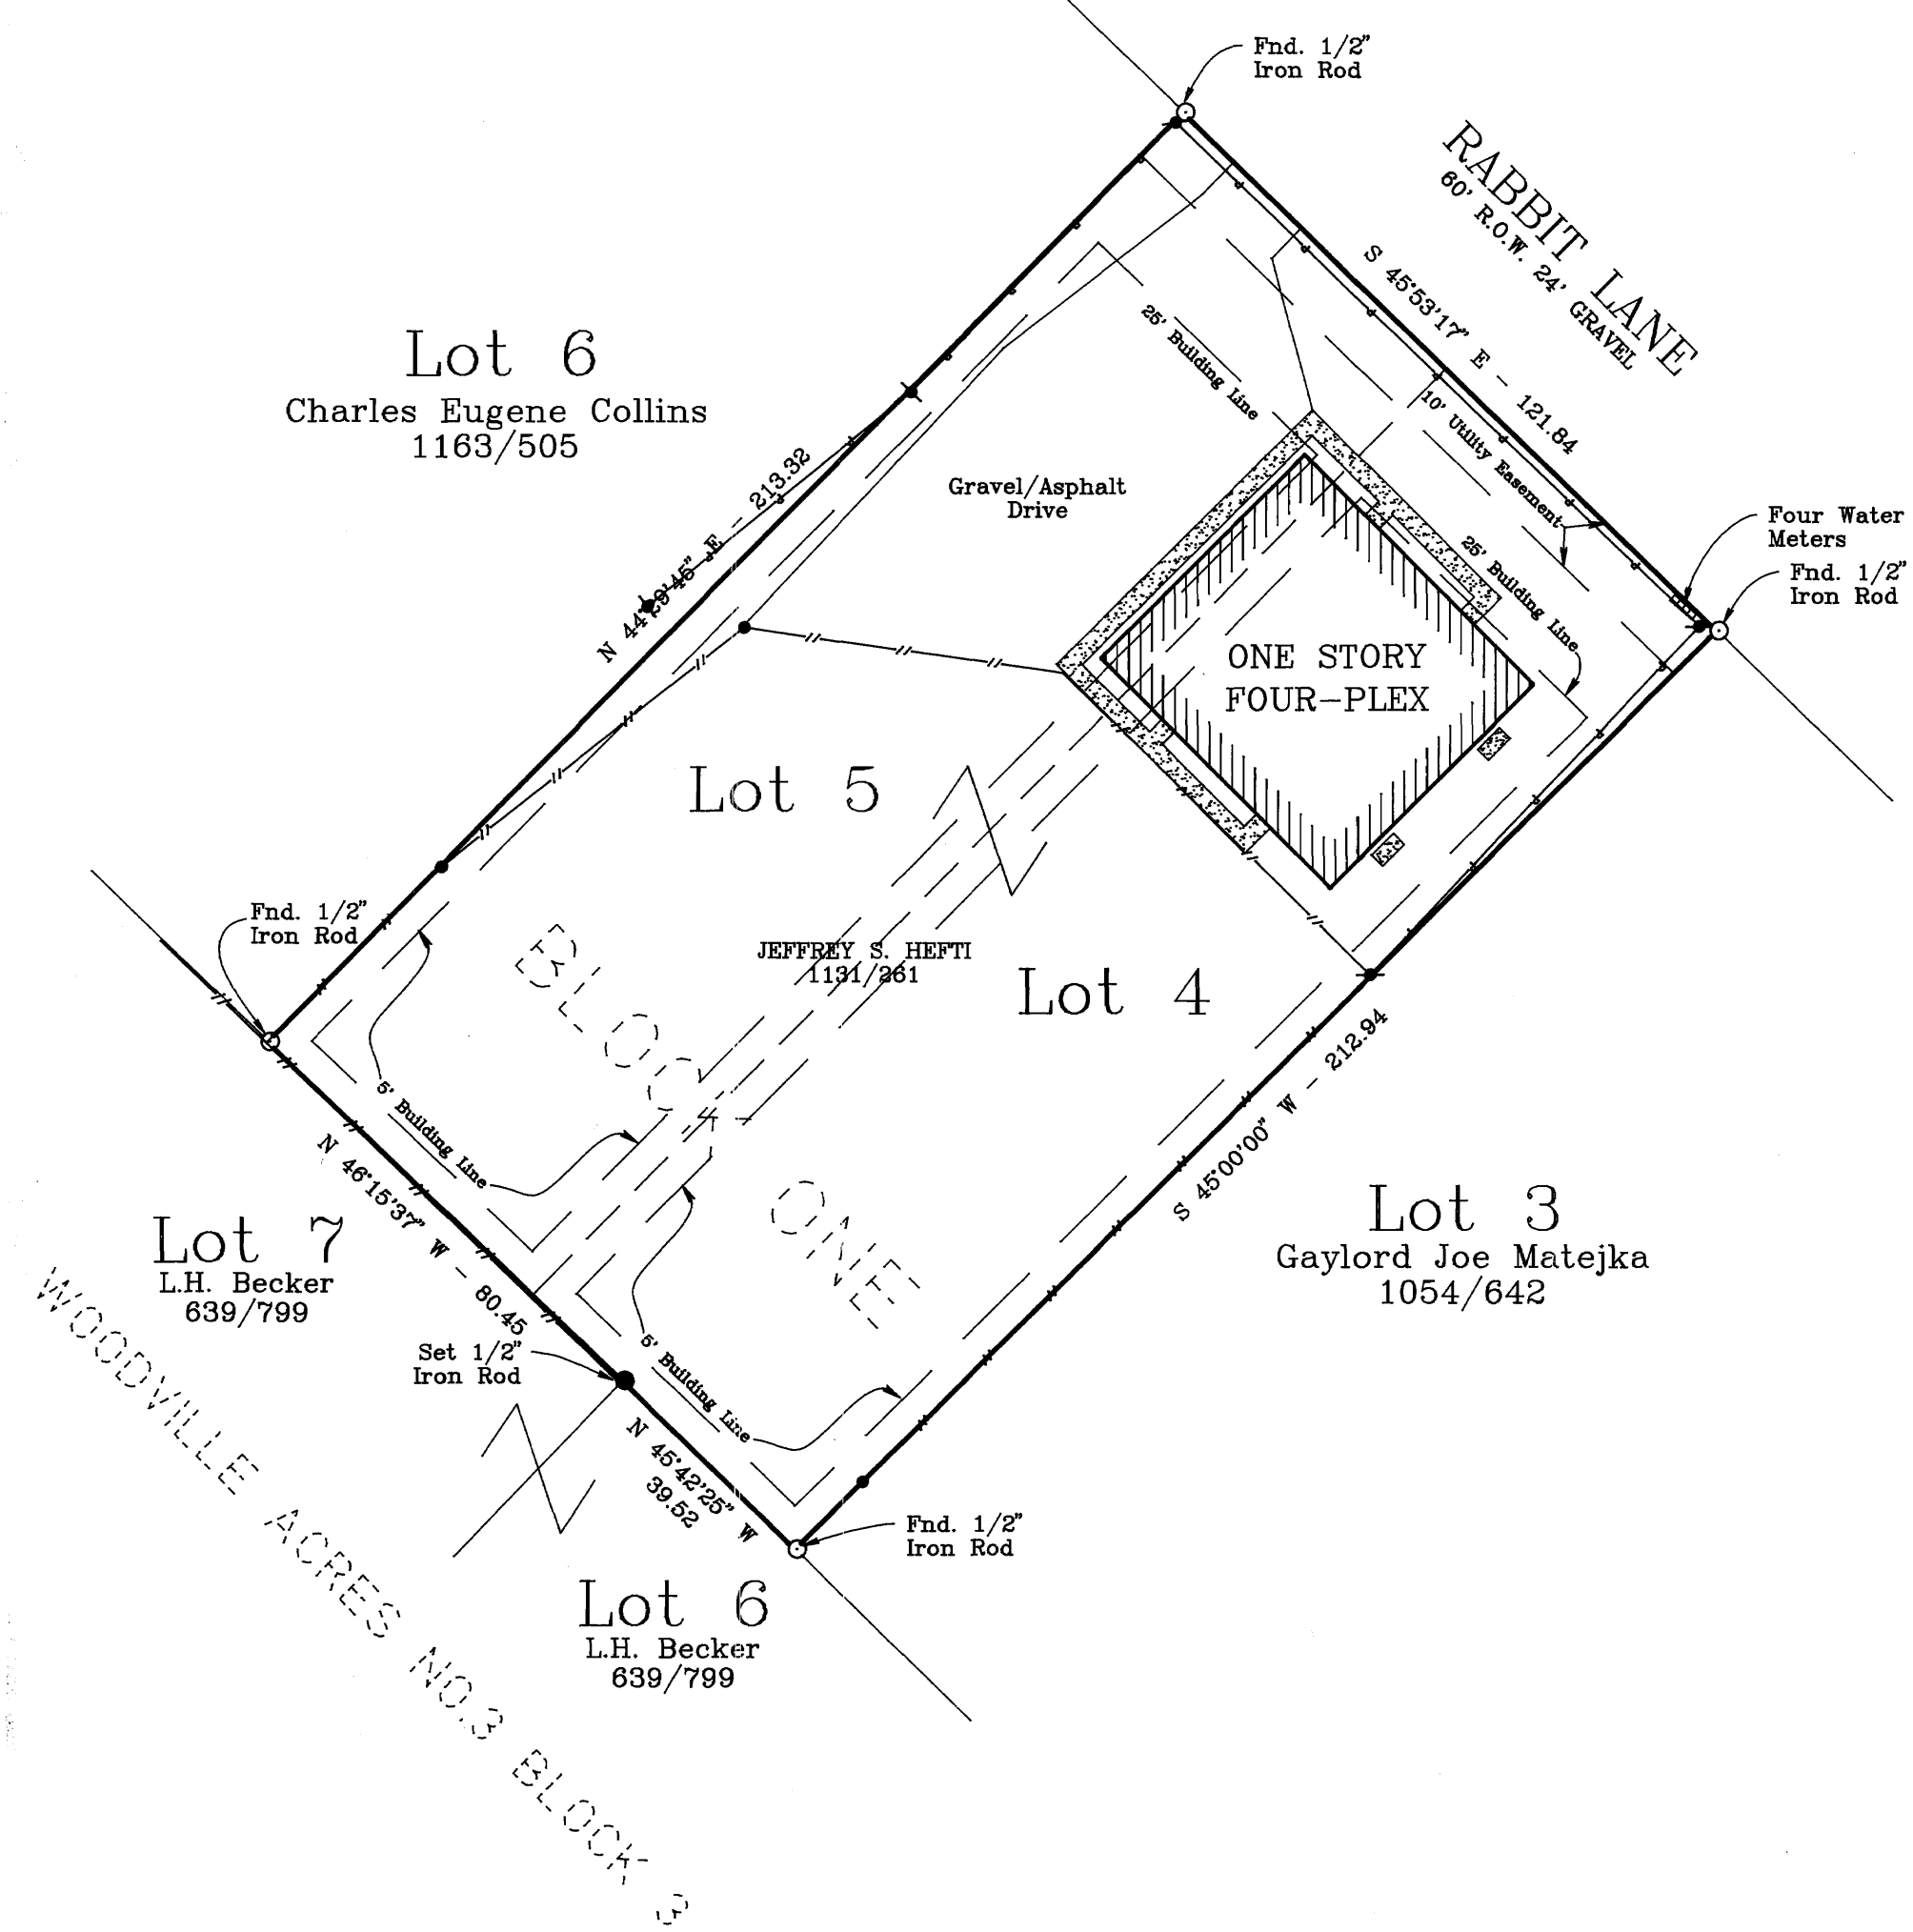 Fnd. 1/2"
Iron Rod
RABBIT LANE
60' R.O.W. 24' GRAVEL
S 45°53'17" E - 121.84
Lot 6
Charles Eugene Collins
1163/505
25' Building Line
10' Utility Easement
N 44°29'45" E - 213.32
Gravel/Asphalt
Drive
Four Water
Meters
Fnd. 1/2"
Iron Rod
25' Building Line
ONE STORY
FOUR-PLEX
Lot 5
Fnd. 1/2"
Iron Rod
JEFFREY S. HEFTI
1131/261
Lot 4
BLOCK ONE
S 45°00'00" W - 212.94
5' Building Line
N 46°15'37" W - 80.45
Lot 3
Gaylord Joe Matejka
1054/642
Lot 7
L.H. Becker
639/799
Set 1/2"
Iron Rod
5' Building Line
N 45°42'25" W
39.52
Fnd. 1/2"
Iron Rod
Lot 6
L.H. Becker
639/799
WOODVILLE ACRES NO.3 BLOCK 3